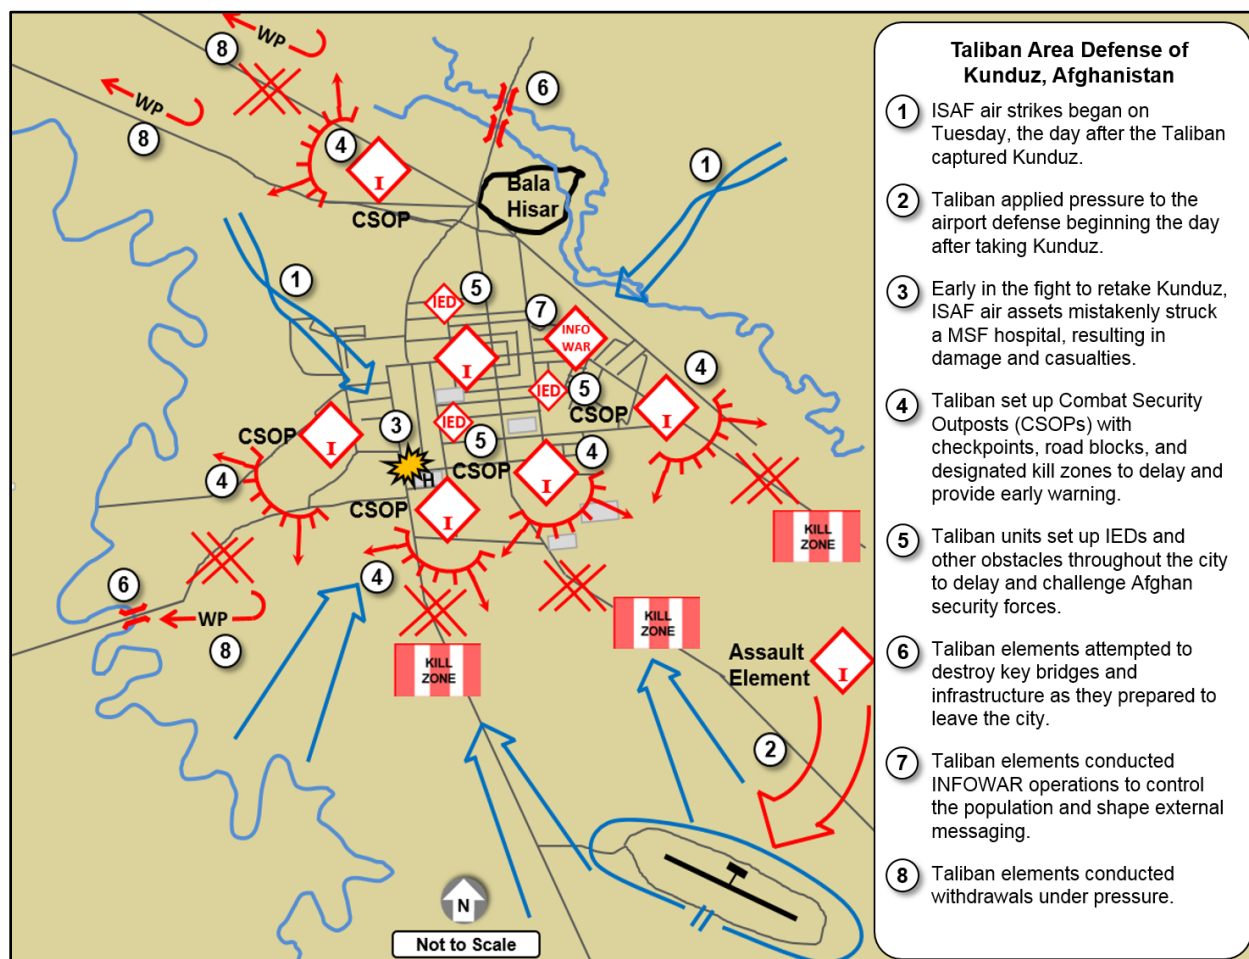 WP
8
6
WP
8
4
I
CSOP
Bala
Hisar
1
1
IED
5
7
INFO
WAR
I
IED
5
4
CSOP
I
3
IED
5
CSOP
I
4
H
CSOP
I
4
I
CSOP
4
KILL
ZONE
6
WP
8
4
KILL
ZONE
KILL
ZONE
Assault
Element
I
2
N
Not to Scale
Taliban Area Defense of
Kunduz, Afghanistan
1 ISAF air strikes began on
Tuesday, the day after the Taliban
captured Kunduz.
2 Taliban applied pressure to the
airport defense beginning the day
after taking Kunduz.
3 Early in the fight to retake Kunduz,
ISAF air assets mistakenly struck
a MSF hospital, resulting in
damage and casualties.
4 Taliban set up Combat Security
Outposts (CSOPs) with
checkpoints, road blocks, and
designated kill zones to delay and
provide early warning.
5 Taliban units set up IEDs and
other obstacles throughout the city
to delay and challenge Afghan
security forces.
6 Taliban elements attempted to
destroy key bridges and
infrastructure as they prepared to
leave the city.
7 Taliban elements conducted
INFOWAR operations to control
the population and shape external
messaging.
8 Taliban elements conducted
withdrawals under pressure.